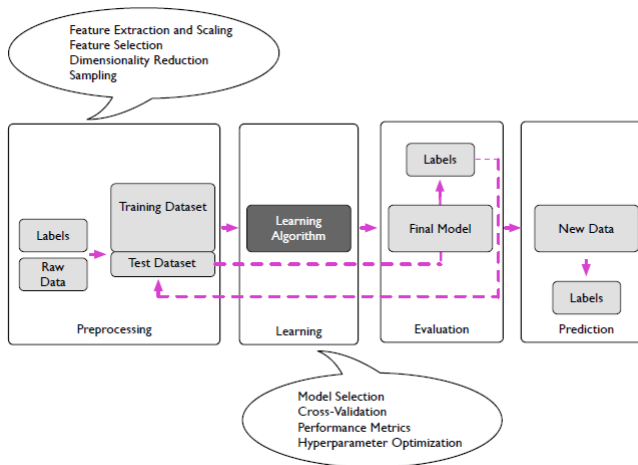 Feature Extraction and Scaling
Feature Selection
Dimensionality Reduction
Sampling
Labels
Raw
Data
Training Dataset
Test Dataset
Preprocessing
Learning
Algorithm
Learning
Labels
Final Model
Evaluation
New Data
Labels
Prediction
Model Selection
Cross-Validation
Performance Metrics
Hyperparameter Optimization